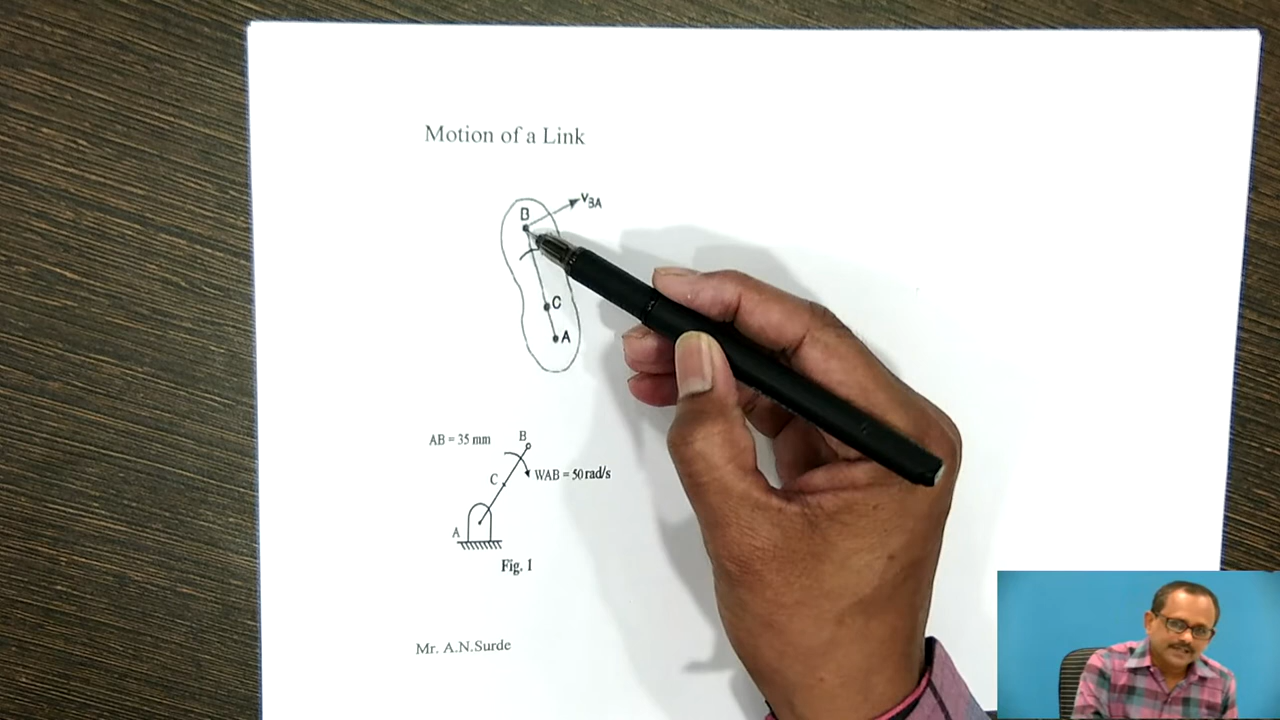 Motion of a Link
B
VBA
C
A
AB = 35 mm
B
C
WAB = 50 rad/s
A
Fig. 1
Mr. A.N.Surde